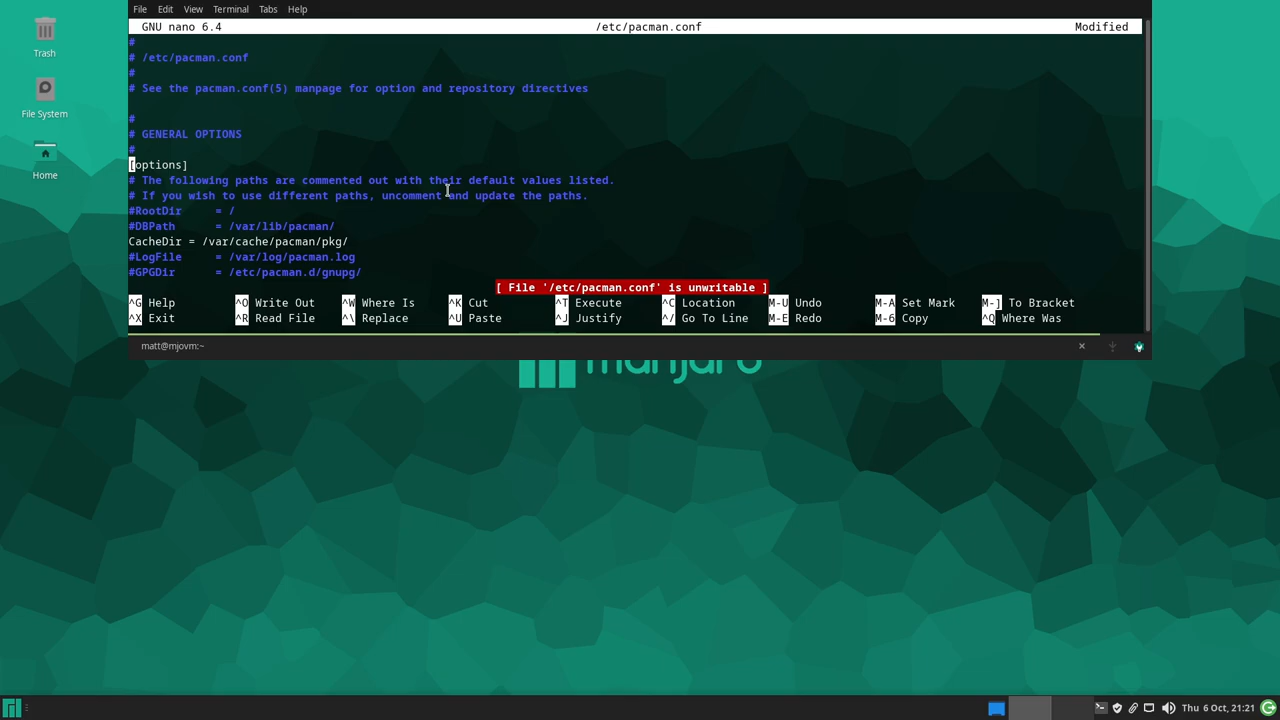 File Edit View Terminal Tabs Help
GNU nano 6.4 /etc/pacman.conf Modified
#
# /etc/pacman.conf
#
# See the pacman.conf(5) manpage for option and repository directives
#
# GENERAL OPTIONS
#
[options]
# The following paths are commented out with their default values listed.
# If you wish to use different paths, uncomment and update the paths.
#RootDir     = /
#DBPath      = /var/lib/pacman/
CacheDir = /var/cache/pacman/pkg/
#LogFile     = /var/log/pacman.log
#GPGDir      = /etc/pacman.d/gnupg/
[ File '/etc/pacman.conf' is unwritable ]
^G Help ^O Write Out ^W Where Is ^K Cut ^T Execute ^C Location M-U Undo M-A Set Mark M-] To Bracket
^X Exit ^R Read File ^\ Replace ^U Paste ^J Justify ^/ Go To Line M-E Redo M-6 Copy ^Q Where Was
matt@mjovm:~
manjaro
Trash
File System
Home
Thu 6 Oct, 21:21